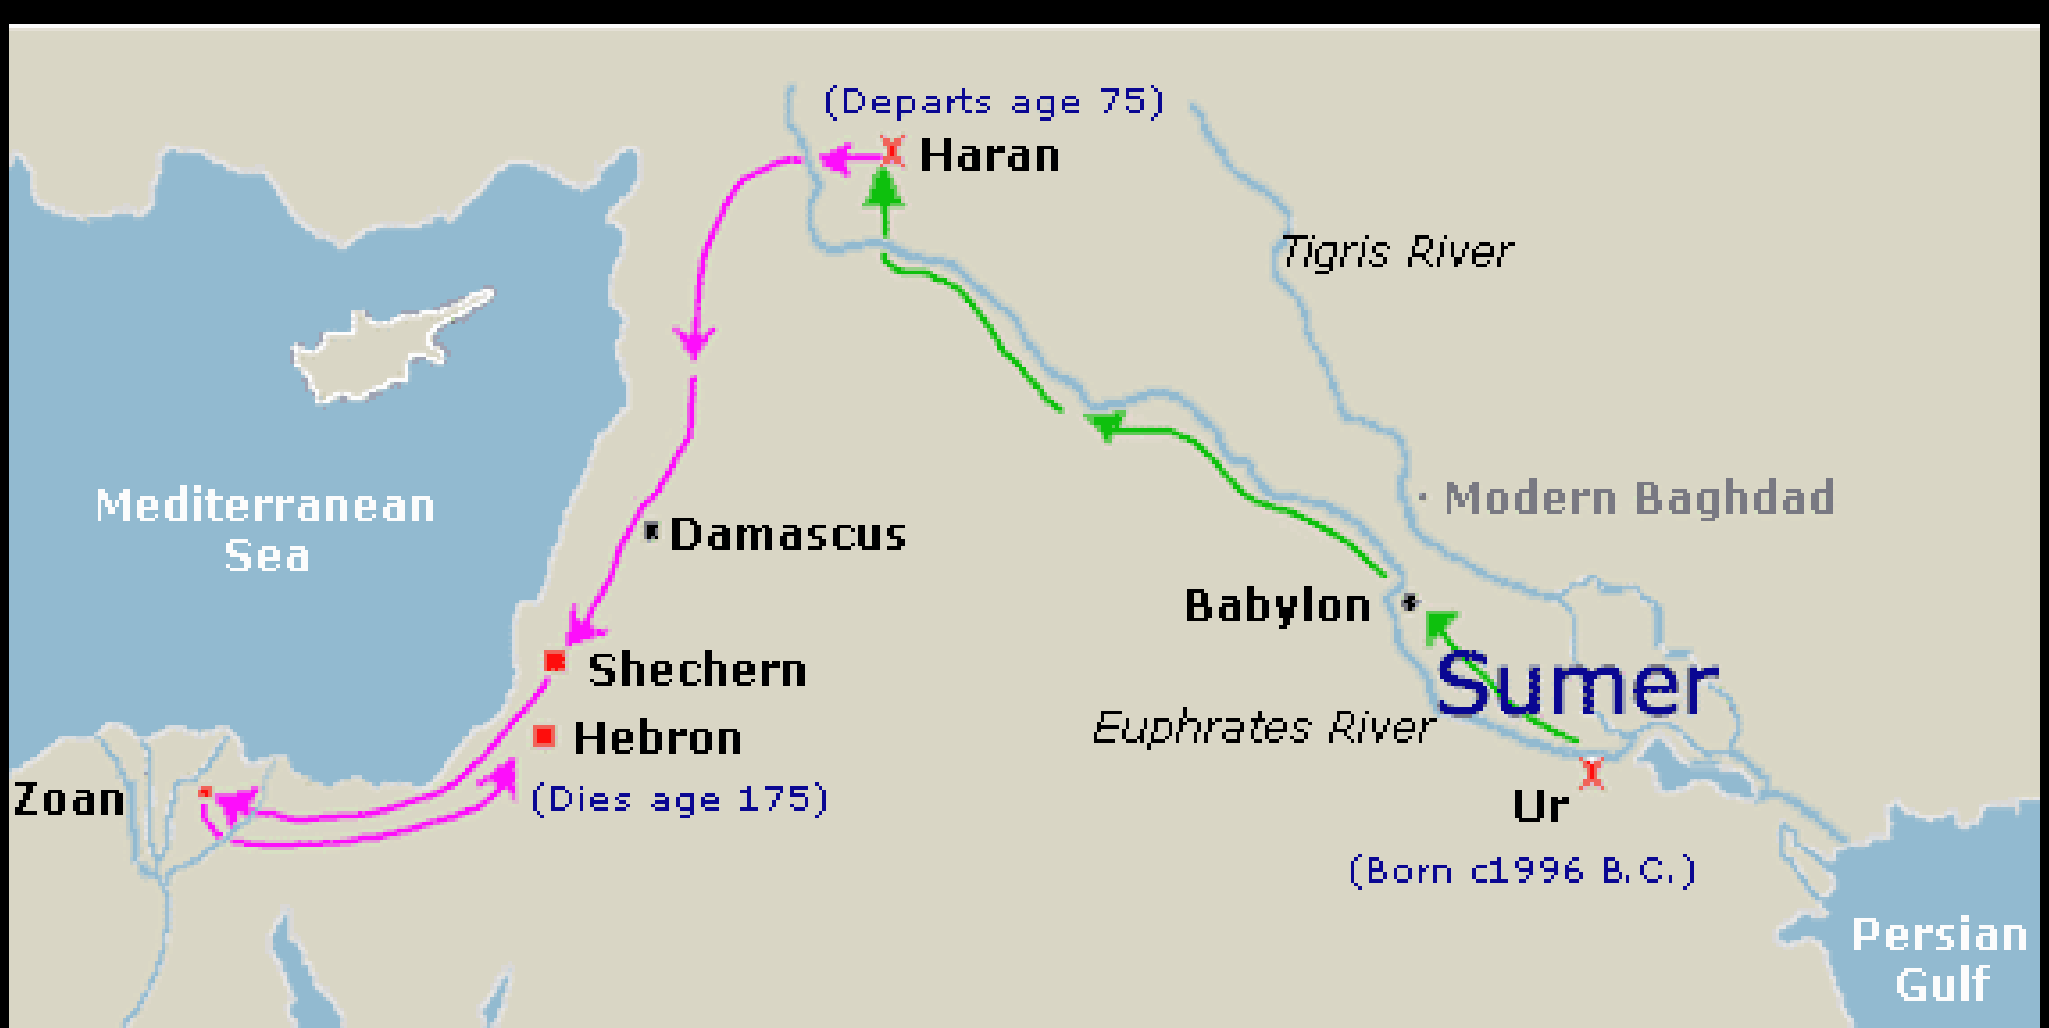 (Departs age 75)
Haran
Tigris River
Mediterranean
Sea
Modern Baghdad
Damascus
Babylon
Shechern
Sumer
Hebron
Euphrates River
Zoan
(Dies age 175)
Ur
(Born c1996 B.C.)
Persian
Gulf